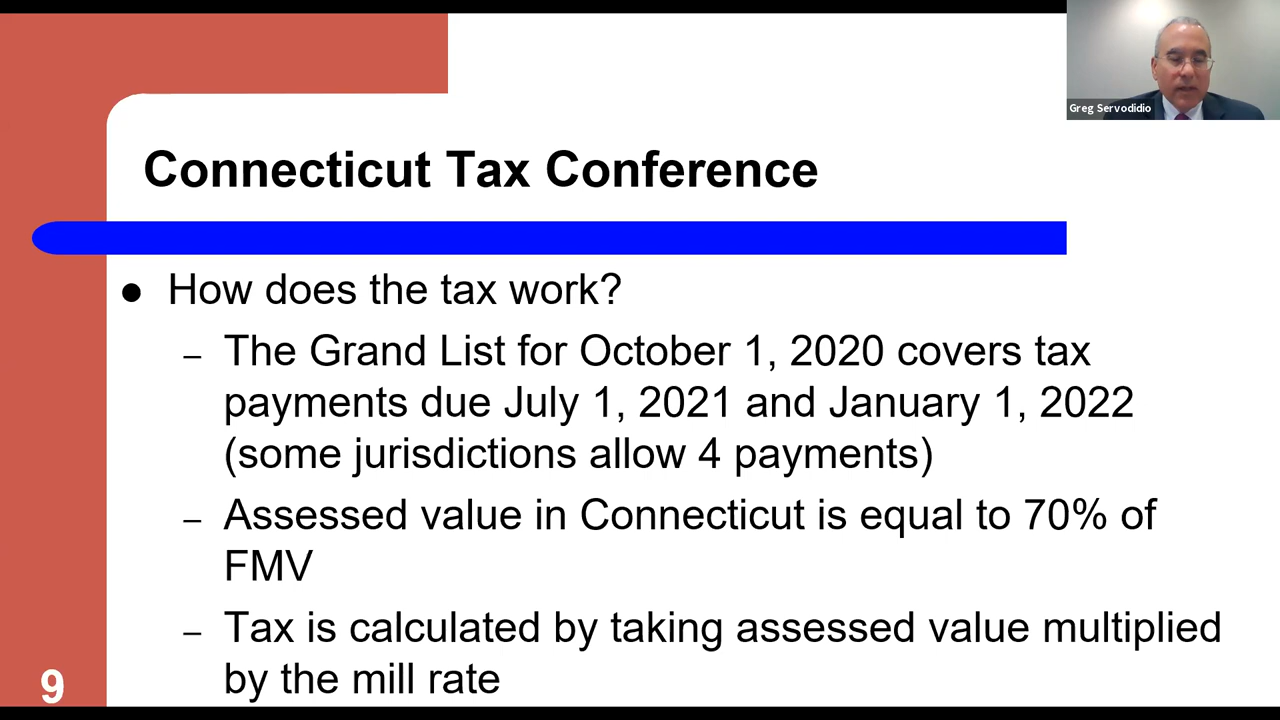 Greg Servodidio
Connecticut Tax Conference
● How does the tax work?
– The Grand List for October 1, 2020 covers tax
payments due July 1, 2021 and January 1, 2022
(some jurisdictions allow 4 payments)
– Assessed value in Connecticut is equal to 70% of
FMV
– Tax is calculated by taking assessed value multiplied
by the mill rate
9